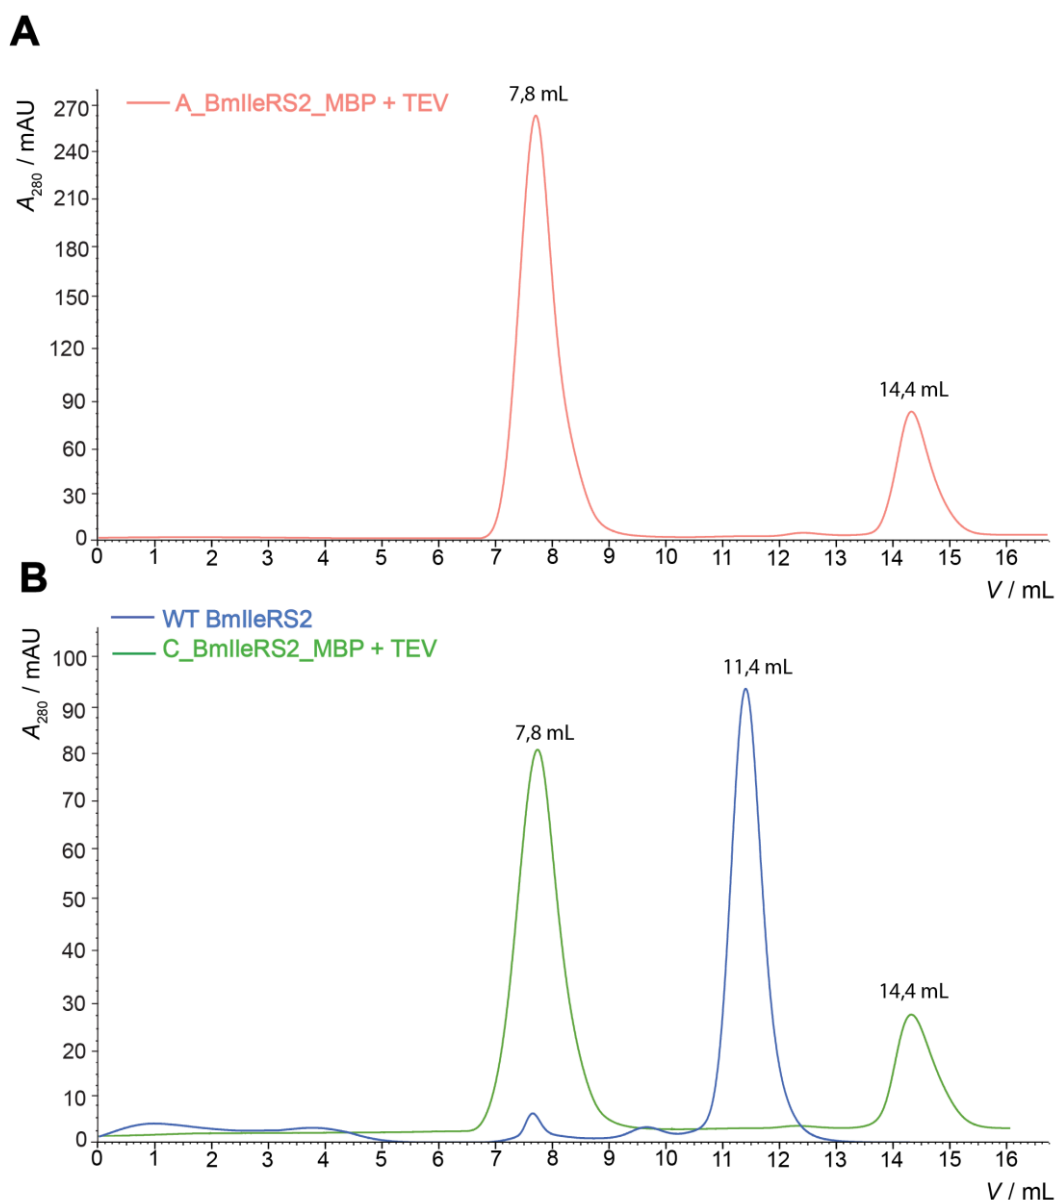 A
A_BmIleRS2_MBP + TEV
7,8 mL
14,4 mL
A280 / mAU
270
240
210
180
150
120
90
60
30
0
0 1 2 3 4 5 6 7 8 9 10 11 12 13 14 15 16
V / mL
B
WT BmIleRS2
C_BmIleRS2_MBP + TEV
11,4 mL
7,8 mL
14,4 mL
A280 / mAU
100
90
80
70
60
50
40
30
20
10
0
0 1 2 3 4 5 6 7 8 9 10 11 12 13 14 15 16
V / mL